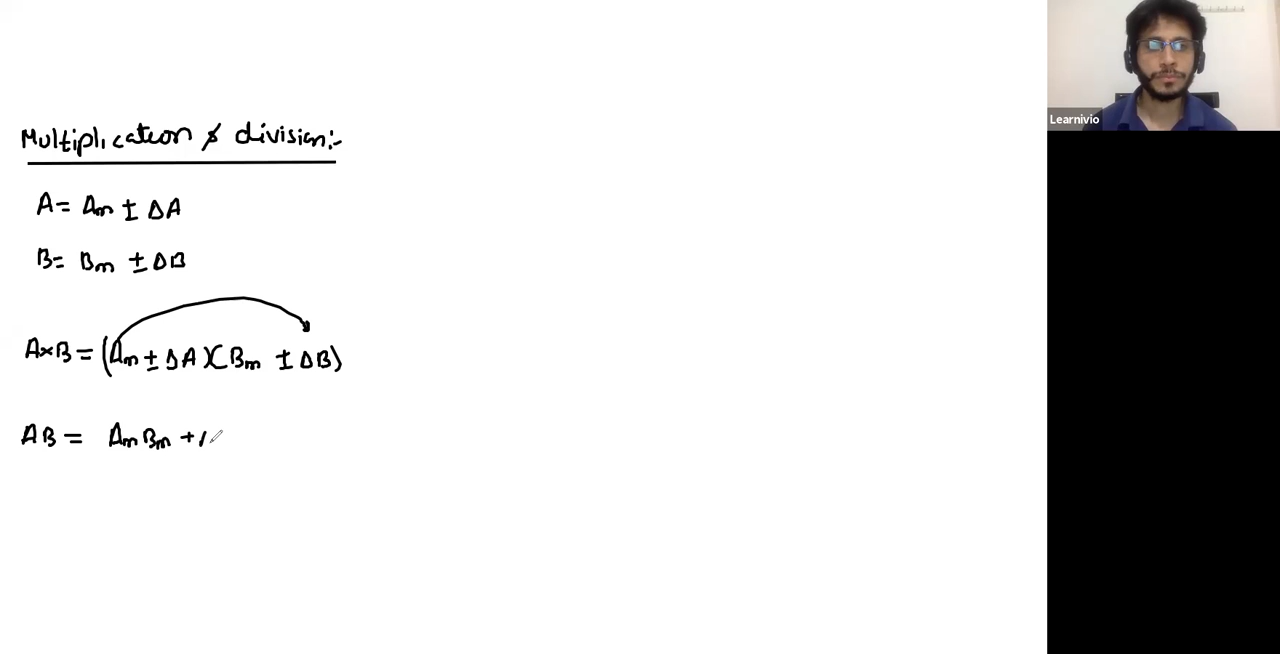 Multiplication & division:-
A = Am ± ΔA
B = Bm ± ΔB
A×B = (Am ± ΔA)(Bm ± ΔB)
AB = AmBm +
Learnivio